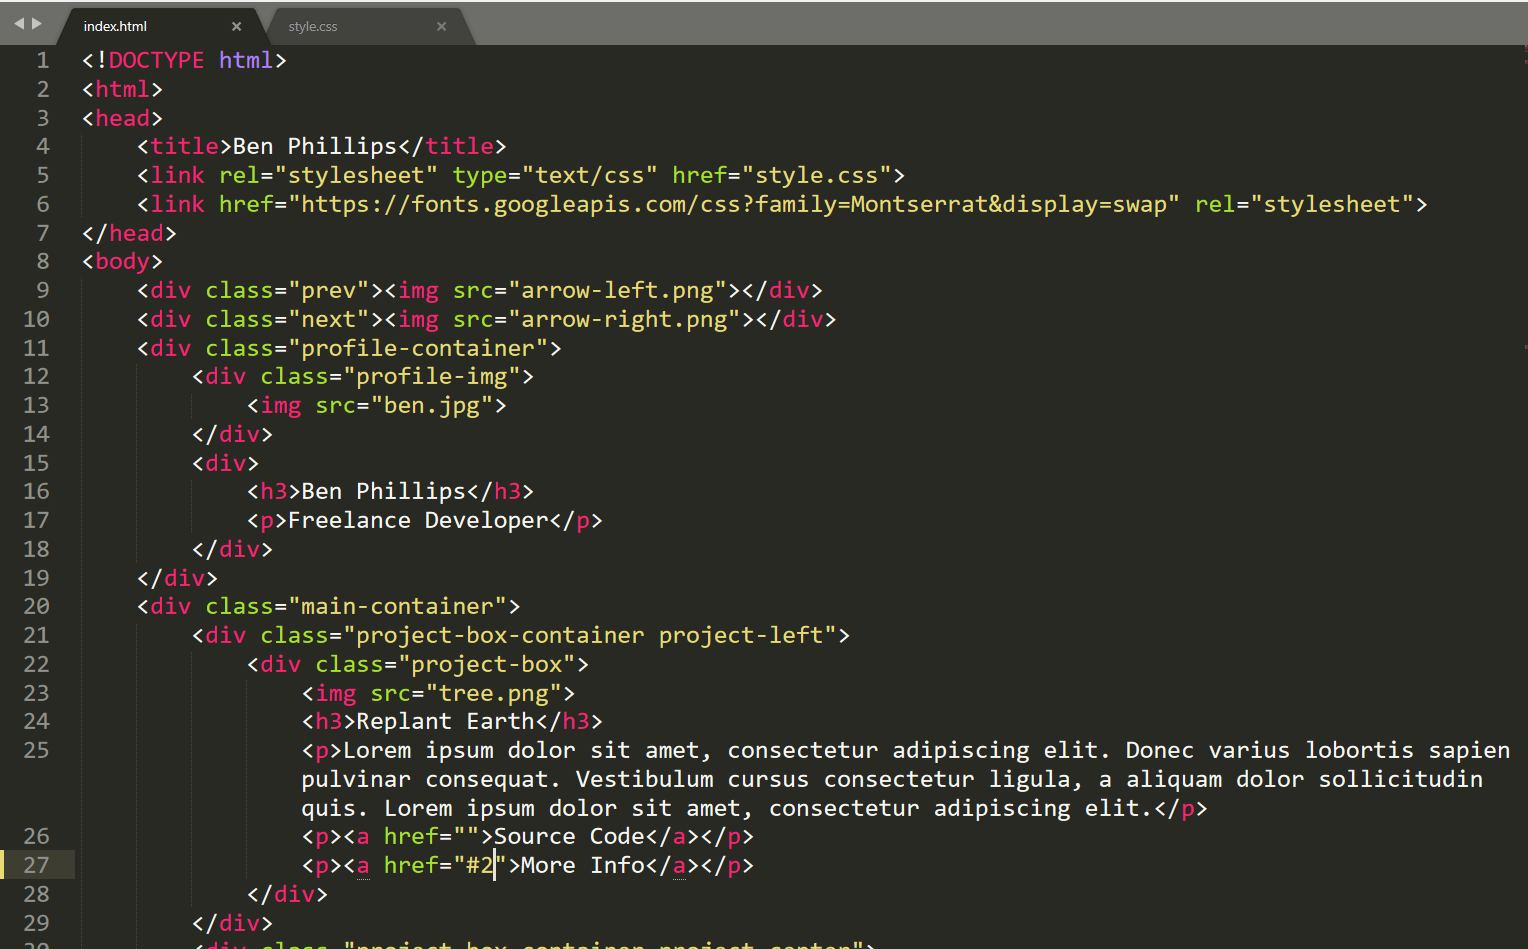 index.html × style.css ×
1 <!DOCTYPE html>
2 <html>
3 <head>
4 <title>Ben Phillips</title>
5 <link rel="stylesheet" type="text/css" href="style.css">
6 <link href="https://fonts.googleapis.com/css?family=Montserrat&display=swap" rel="stylesheet">
7 </head>
8 <body>
9 <div class="prev"><img src="arrow-left.png"></div>
10 <div class="next"><img src="arrow-right.png"></div>
11 <div class="profile-container">
12 <div class="profile-img">
13 <img src="ben.jpg">
14 </div>
15 <div>
16 <h3>Ben Phillips</h3>
17 <p>Freelance Developer</p>
18 </div>
19 </div>
20 <div class="main-container">
21 <div class="project-box-container project-left">
22 <div class="project-box">
23 <img src="tree.png">
24 <h3>Replant Earth</h3>
25 <p>Lorem ipsum dolor sit amet, consectetur adipiscing elit. Donec varius lobortis sapien
pulvinar consequat. Vestibulum cursus consectetur ligula, a aliquam dolor sollicitudin
quis. Lorem ipsum dolor sit amet, consectetur adipiscing elit.</p>
26 <p><a href="">Source Code</a></p>
27 <p><a href="#2">More Info</a></p>
28 </div>
29 </div>
30 <div class="project-box-container project-center">